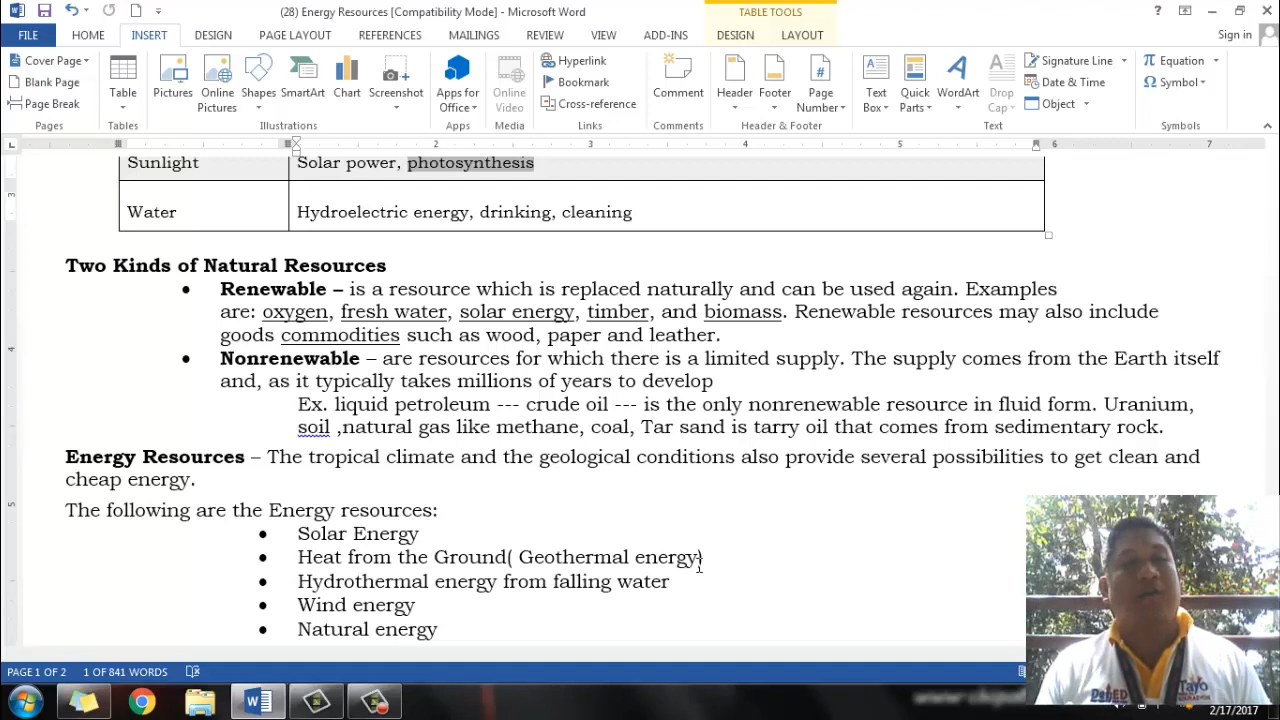 (28) Energy Resources [Compatibility Mode] - Microsoft Word
TABLE TOOLS
FILE HOME INSERT DESIGN PAGE LAYOUT REFERENCES MAILINGS REVIEW VIEW ADD-INS DESIGN LAYOUT Sign in
Cover Page
Blank Page
Page Break
Table
Pictures
Online Pictures
Shapes
SmartArt
Chart
Screenshot
Apps for Office
Online Video
Hyperlink
Bookmark
Cross-reference
Comment
Header
Footer
Page Number
Text Box
Quick Parts
WordArt
Drop Cap
Signature Line
Date & Time
Object
Equation
Symbol
Pages Tables Illustrations Apps Media Links Comments Header & Footer Text Symbols
2 3 4 5 6 7
Sunlight Solar power, photosynthesis
Water Hydroelectric energy, drinking, cleaning
Two Kinds of Natural Resources
• Renewable – is a resource which is replaced naturally and can be used again. Examples
are: oxygen, fresh water, solar energy, timber, and biomass. Renewable resources may also include
goods commodities such as wood, paper and leather.
• Nonrenewable – are resources for which there is a limited supply. The supply comes from the Earth itself
and, as it typically takes millions of years to develop
Ex. liquid petroleum --- crude oil --- is the only nonrenewable resource in fluid form. Uranium,
soil ,natural gas like methane, coal, Tar sand is tarry oil that comes from sedimentary rock.
Energy Resources – The tropical climate and the geological conditions also provide several possibilities to get clean and
cheap energy.
The following are the Energy resources:
• Solar Energy
• Heat from the Ground( Geothermal energy)
• Hydrothermal energy from falling water
• Wind energy
• Natural energy
3
4
5
DepED
Tayo
PAGE 1 OF 2 1 OF 841 WORDS
2/17/2017